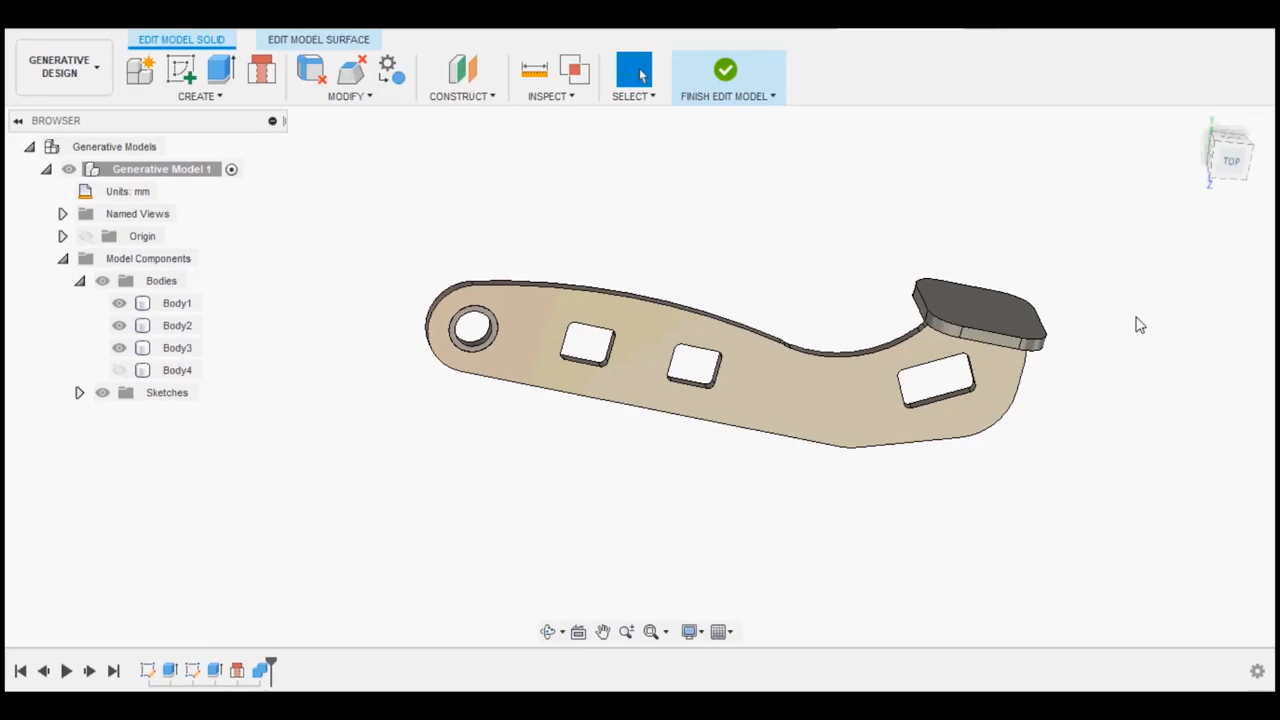 GENERATIVE
DESIGN
EDIT MODEL SOLID
EDIT MODEL SURFACE
CREATE
MODIFY
CONSTRUCT
INSPECT
SELECT
FINISH EDIT MODEL
BROWSER
Generative Models
Generative Model 1
Units: mm
Named Views
Origin
Model Components
Bodies
Body1
Body2
Body3
Body4
Sketches
Y
TOP
Z